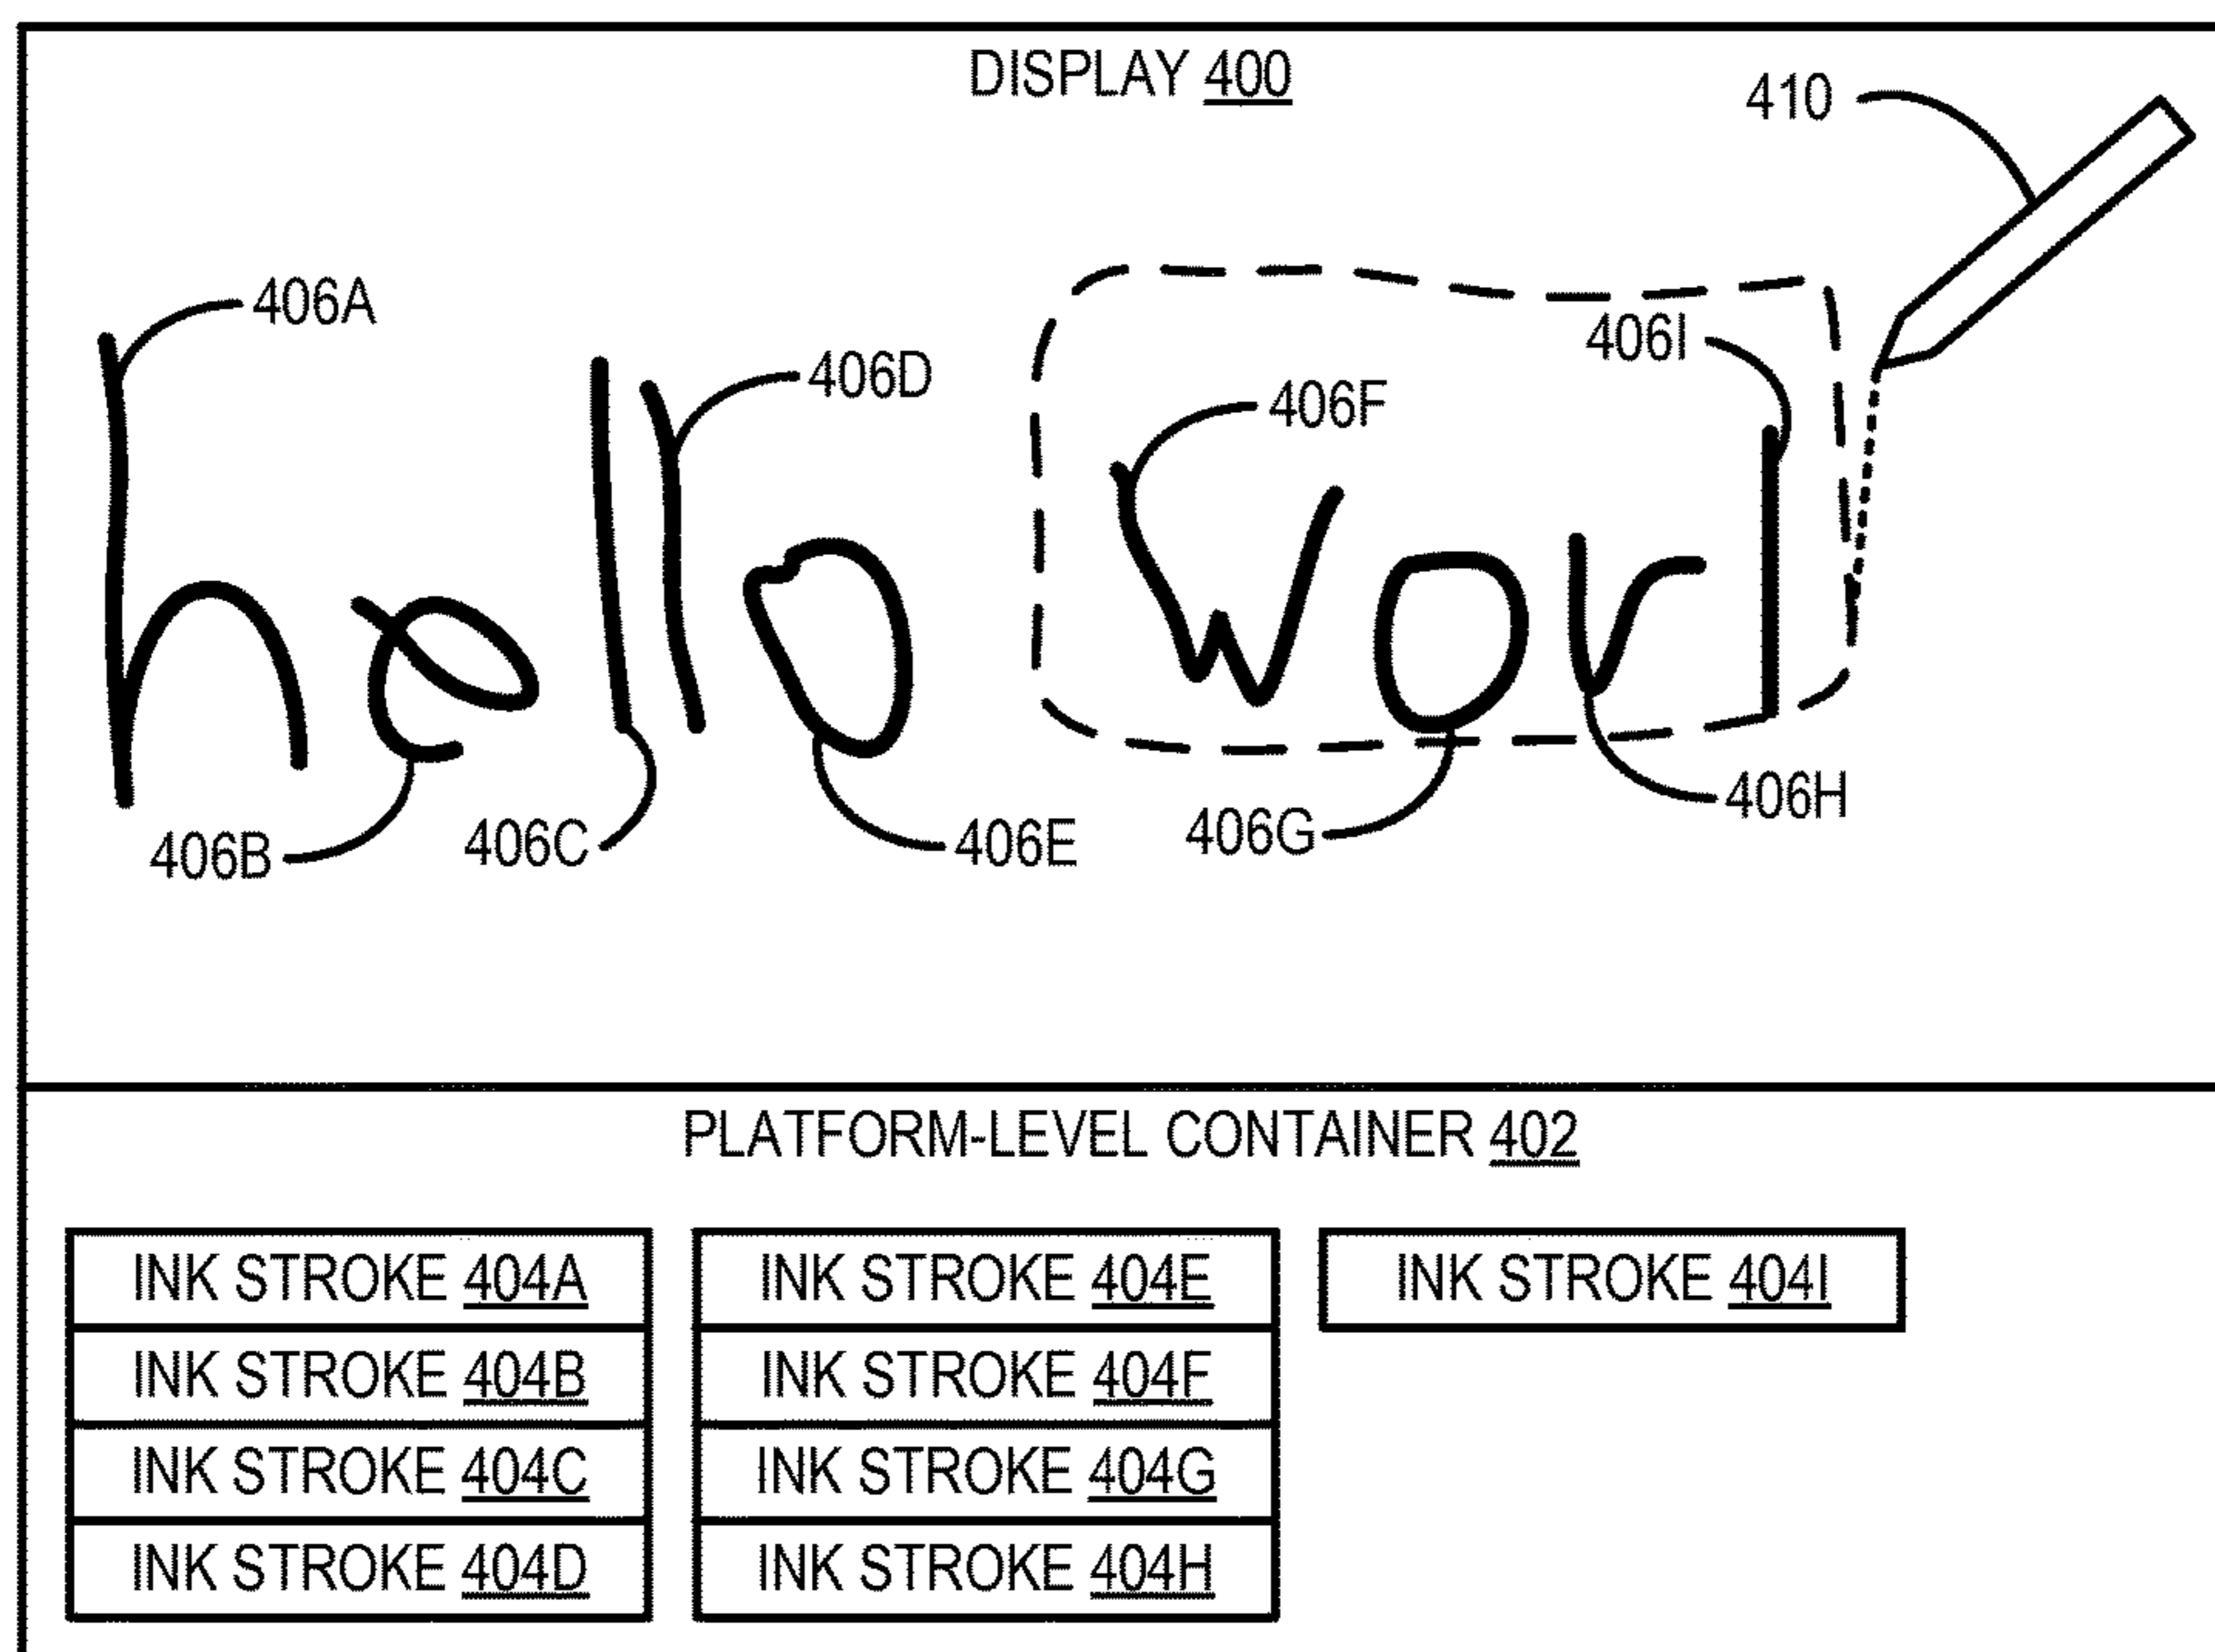 DISPLAY 400
410
406A
406I
406D
406F
hello worl
406H
406B
406C
406E
406G
PLATFORM-LEVEL CONTAINER 402
INK STROKE 404A
INK STROKE 404B
INK STROKE 404C
INK STROKE 404D
INK STROKE 404E
INK STROKE 404F
INK STROKE 404G
INK STROKE 404H
INK STROKE 404I